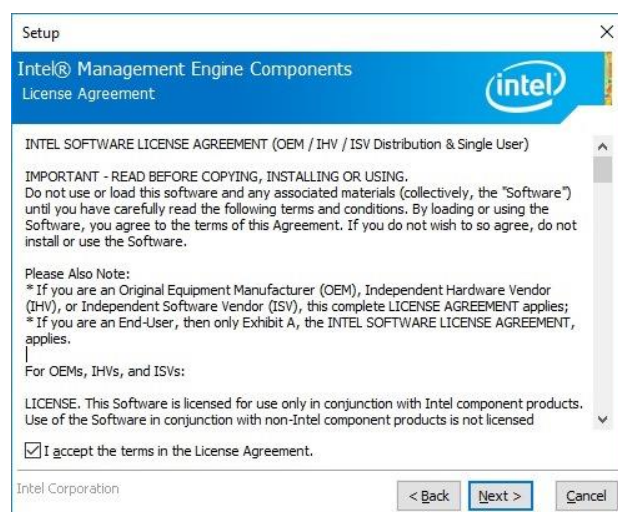 Setup
Intel® Management Engine Components
License Agreement
intel
INTEL SOFTWARE LICENSE AGREEMENT (OEM / IHV / ISV Distribution & Single User)
IMPORTANT - READ BEFORE COPYING, INSTALLING OR USING.
Do not use or load this software and any associated materials (collectively, the "Software")
until you have carefully read the following terms and conditions. By loading or using the
Software, you agree to the terms of this Agreement. If you do not wish to so agree, do not
install or use the Software.
Please Also Note:
* If you are an Original Equipment Manufacturer (OEM), Independent Hardware Vendor
(IHV), or Independent Software Vendor (ISV), this complete LICENSE AGREEMENT applies;
* If you are an End-User, then only Exhibit A, the INTEL SOFTWARE LICENSE AGREEMENT,
applies.
For OEMs, IHVs, and ISVs:
LICENSE. This Software is licensed for use only in conjunction with Intel component products.
Use of the Software in conjunction with non-Intel component products is not licensed
I accept the terms in the License Agreement.
Intel Corporation
< Back Next > Cancel